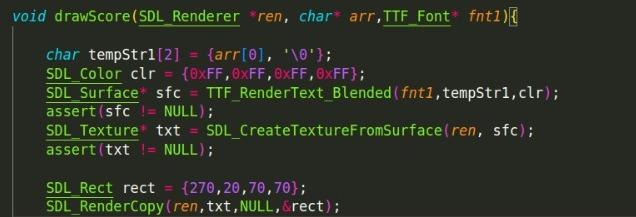 void drawScore(SDL_Renderer *ren, char* arr,TTF_Font* fnt1){
char tempStr1[2] = {arr[0], '\0'};
SDL_Color clr = {0xFF,0xFF,0xFF,0xFF};
SDL_Surface* sfc = TTF_RenderText_Blended(fnt1,tempStr1,clr);
assert(sfc != NULL);
SDL_Texture* txt = SDL_CreateTextureFromSurface(ren, sfc);
assert(txt != NULL);
SDL_Rect rect = {270,20,70,70};
SDL_RenderCopy(ren,txt,NULL,&rect);